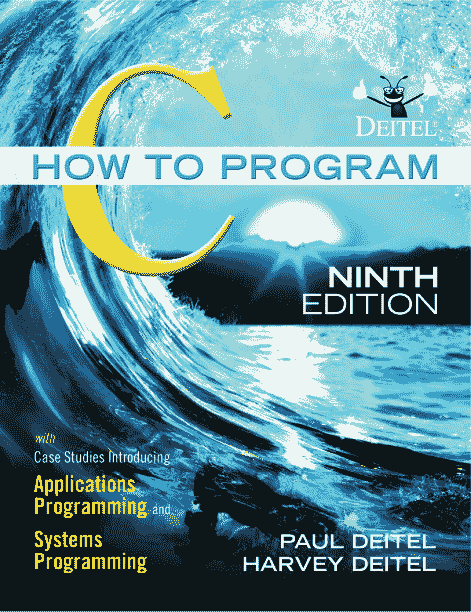 DEITEL®
C
HOW TO PROGRAM
NINTH
EDITION
with
Case Studies Introducing
Applications
Programming and
Systems
Programming
PAUL DEITEL
HARVEY DEITEL